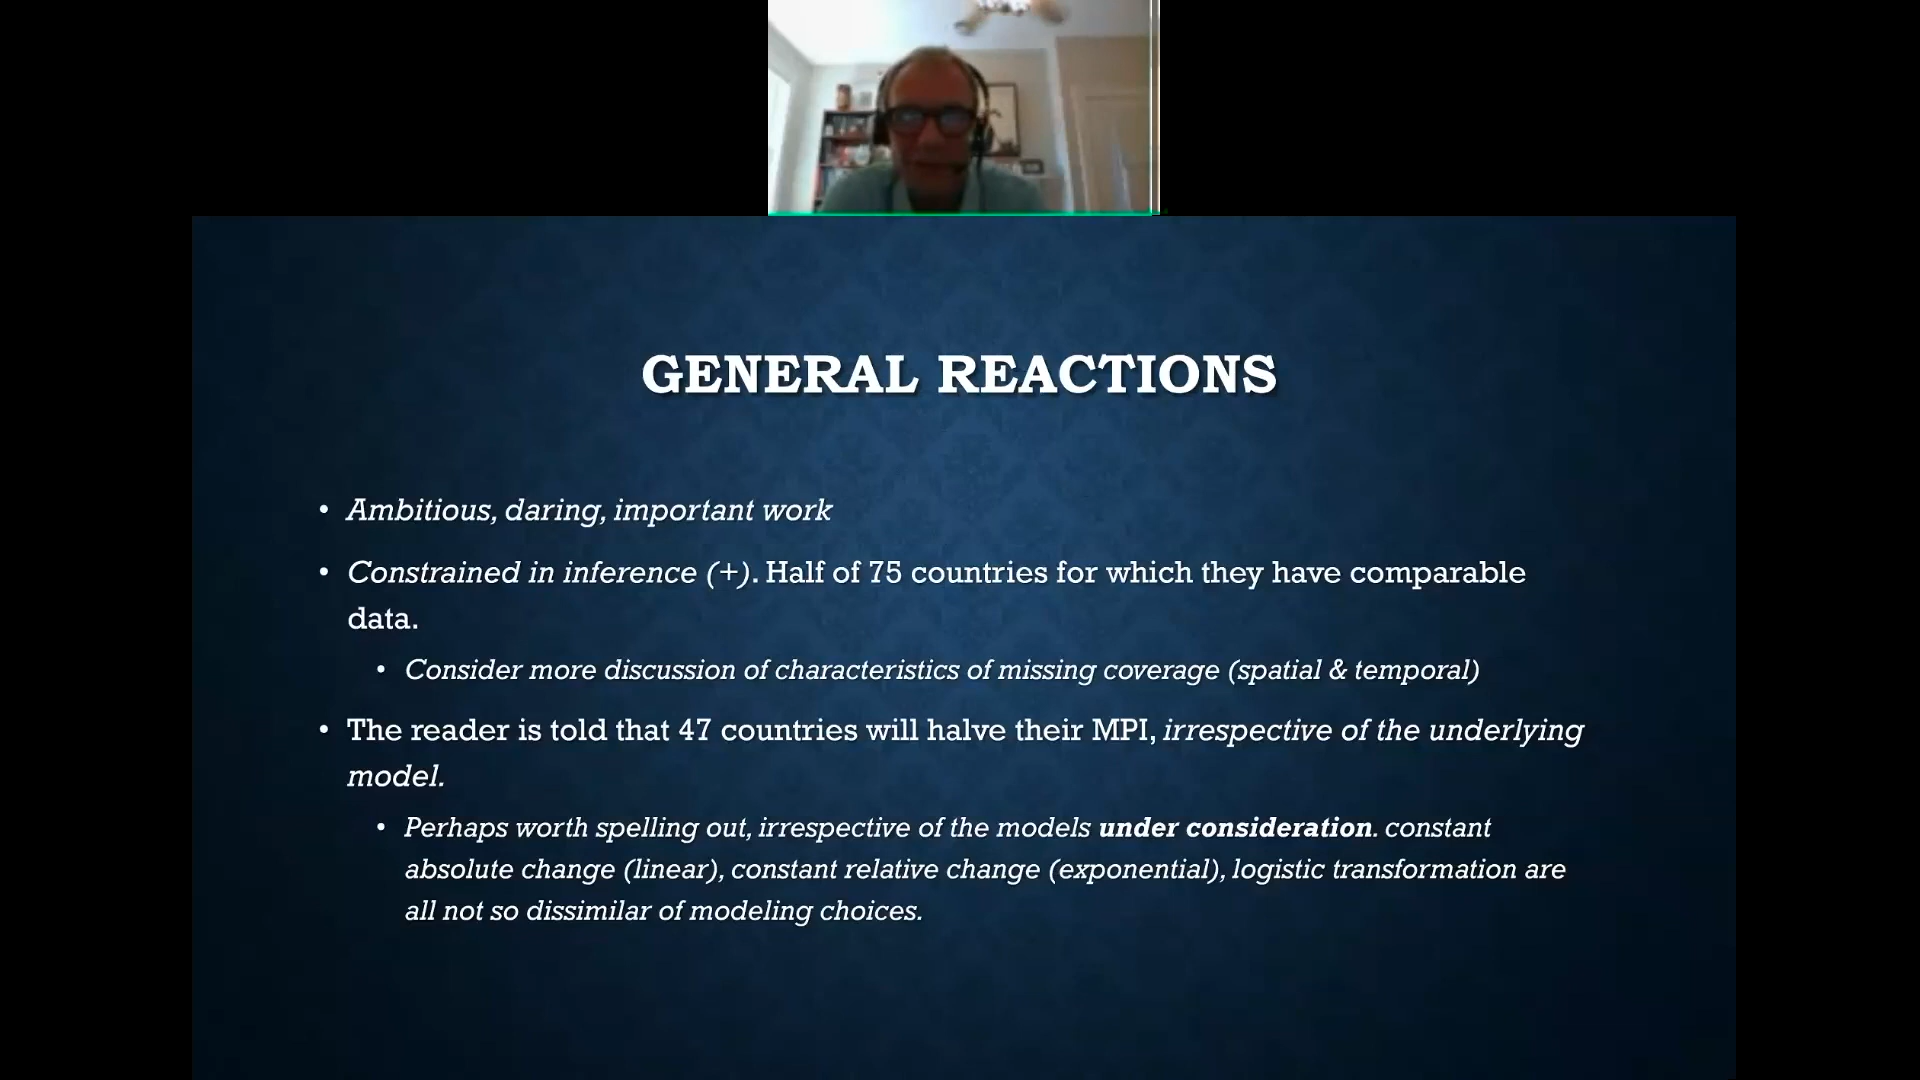 GENERAL REACTIONS
• Ambitious, daring, important work
• Constrained in inference (+). Half of 75 countries for which they have comparable
data.
• Consider more discussion of characteristics of missing coverage (spatial & temporal)
• The reader is told that 47 countries will halve their MPI, irrespective of the underlying
model.
• Perhaps worth spelling out, irrespective of the models under consideration. constant
absolute change (linear), constant relative change (exponential), logistic transformation are
all not so dissimilar of modeling choices.